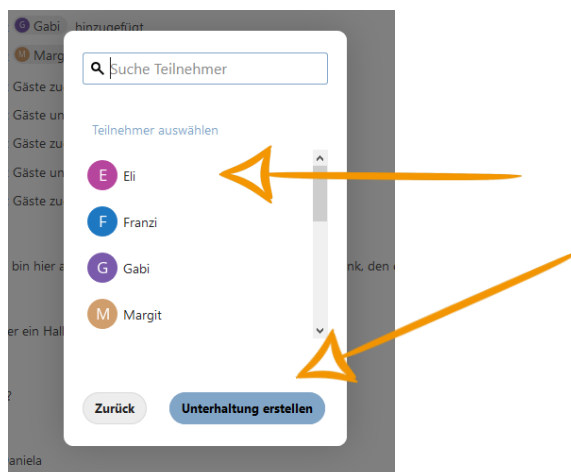 G Gabi hinzugefügt
M Marg
Gäste zu
Gäste un
Gäste zu
Gäste un
Gäste zu
Suche Teilnehmer
Teilnehmer auswählen
E Eli
F Franzi
G Gabi
M Margit
bin hier a
nk, den
er ein Hall
?
Zurück Unterhaltung erstellen
aniela